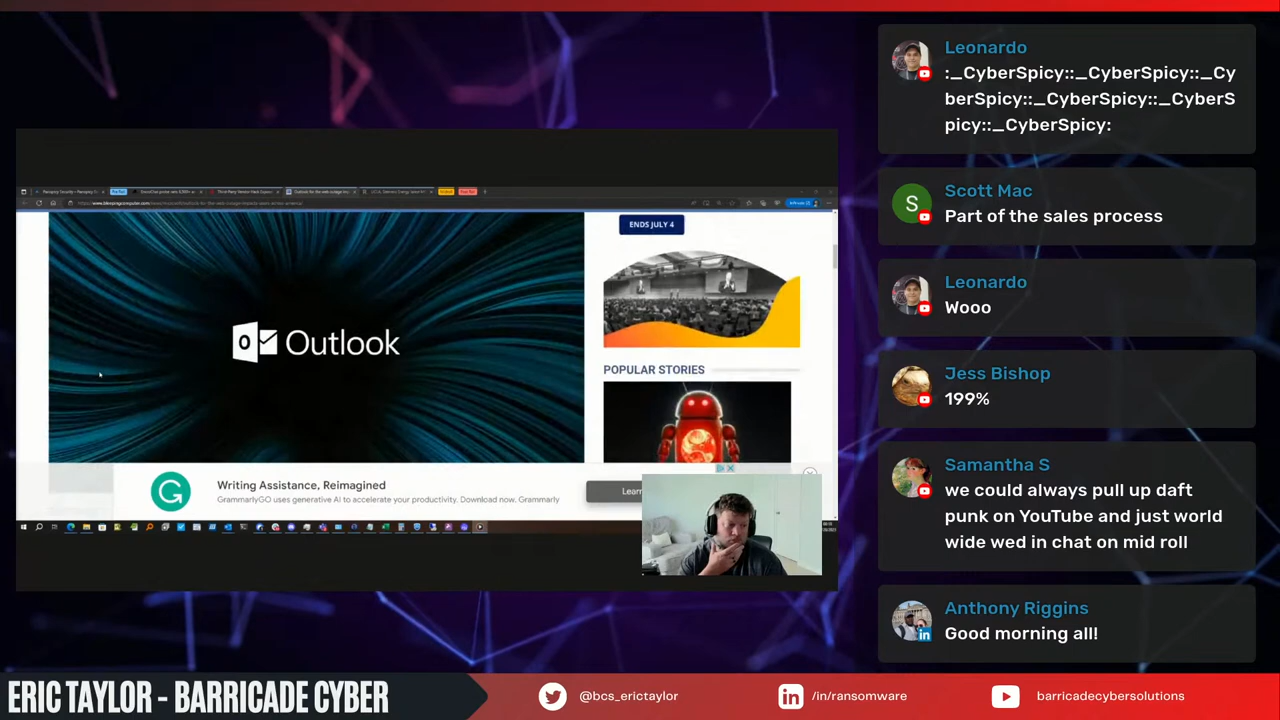 Leonardo
:_CyberSpicy::_CyberSpicy::_Cy
berSpicy::_CyberSpicy::_CyberS
picy::_CyberSpicy:
Scott Mac
S
Part of the sales process
Leonardo
Wooo
Jess Bishop
199%
Samantha S
we could always pull up daft
punk on YouTube and just world
wide wed in chat on mid roll
Anthony Riggins
Good morning all!
ENDS JULY 4
Outlook
POPULAR STORIES
Writing Assistance, Reimagined
GrammarlyGO uses generative AI to accelerate your productivity. Download now. Grammarly
ERIC TAYLOR - BARRICADE CYBER
@bcs_erictaylor
/in/ransomware
barricadecybersolutions